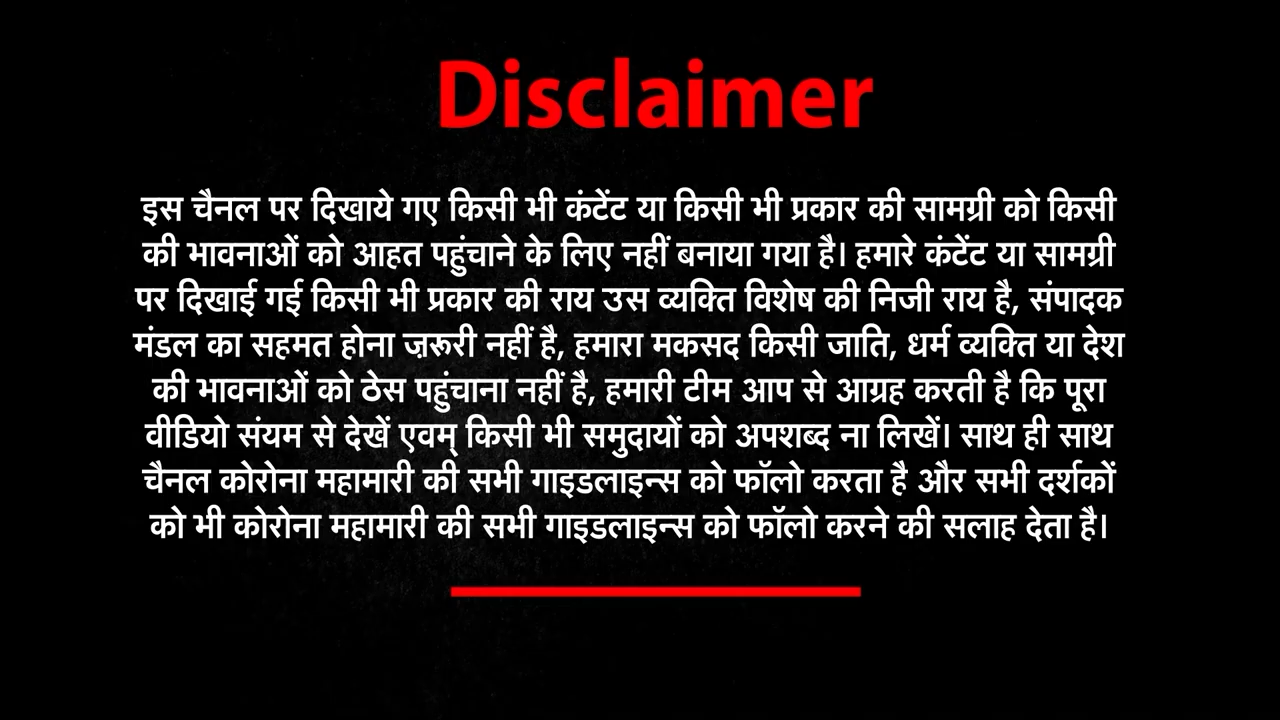 Disclaimer
इस चैनल पर दिखाये गए किसी भी कंटेंट या किसी भी प्रकार की सामग्री को किसी
की भावनाओं को आहत पहुंचाने के लिए नहीं बनाया गया है। हमारे कंटेंट या सामग्री
पर दिखाई गई किसी भी प्रकार की राय उस व्यक्ति विशेष की निजी राय है, संपादक
मंडल का सहमत होना ज़रूरी नहीं है, हमारा मकसद किसी जाति, धर्म व्यक्ति या देश
की भावनाओं को ठेस पहुंचाना नहीं है, हमारी टीम आप से आग्रह करती है कि पूरा
वीडियो संयम से देखें एवम् किसी भी समुदायों को अपशब्द ना लिखें। साथ ही साथ
चैनल कोरोना महामारी की सभी गाइडलाइन्स को फॉलो करता है और सभी दर्शकों
को भी कोरोना महामारी की सभी गाइडलाइन्स को फॉलो करने की सलाह देता है।